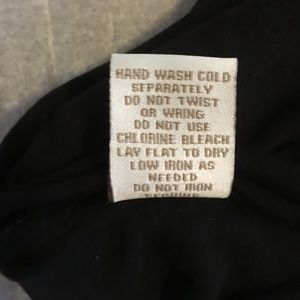 HAND WASH COLD
SEPARATELY
DO NOT TWIST
OR WRING
DO NOT USE
CHLORINE BLEACH
LAY FLAT TO DRY
LOW IRON AS
NEEDED
DO NOT IRON